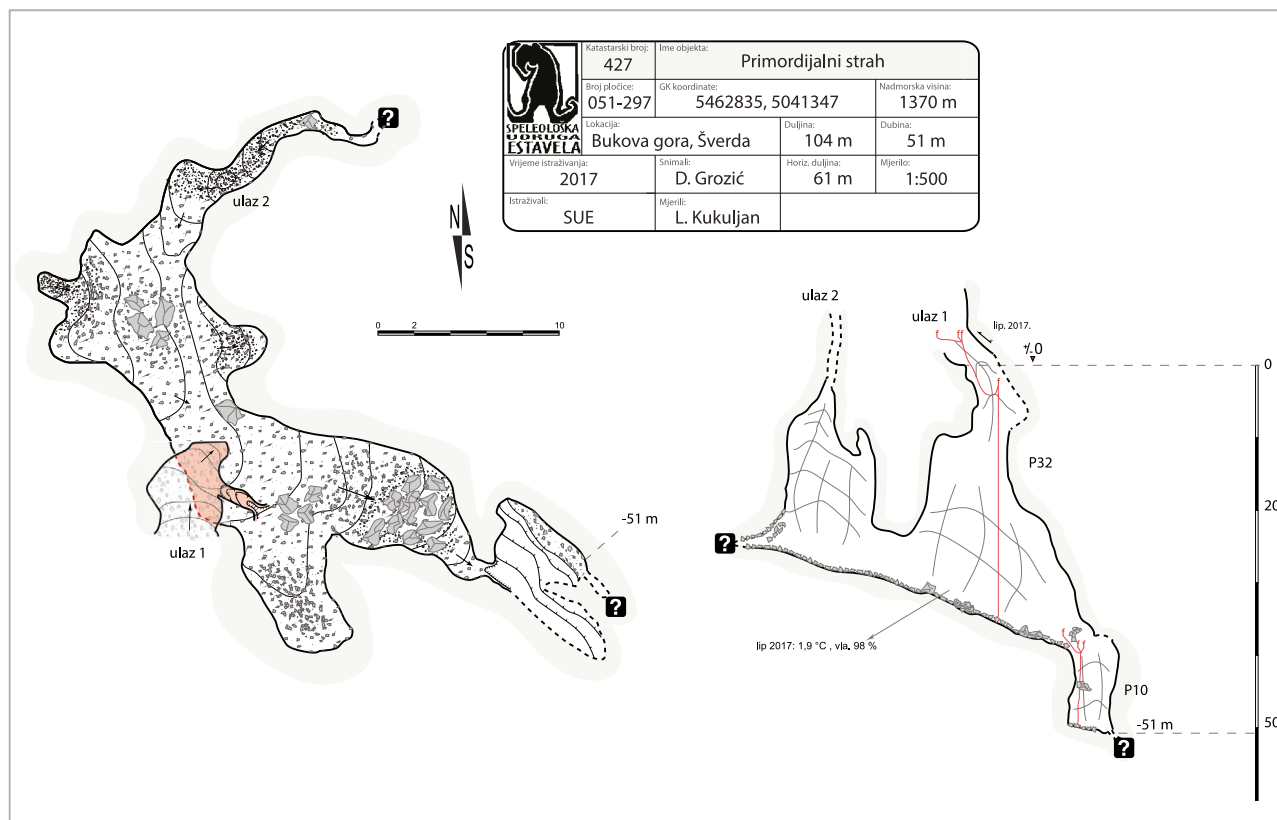 SPELEOLOŠKA
UDRUGA
ESTAVELA
Katastarski broj:
427
Ime objekta:
Primordijalni strah
Broj pločice:
051-297
GK koordinate:
5462835, 5041347
Nadmorska visina:
1370 m
Lokacija:
Bukova gora, Šverda
Duljina:
104 m
Dubina:
51 m
Vrijeme istraživanja:
2017
Snimali:
D. Grozić
Horiz. duljina:
61 m
Mjerilo:
1:500
Istraživali:
SUE
Mjerili:
L. Kukuljan
?
ulaz 2
N
S
0 2 10
ulaz 1
-51 m
?
ulaz 2
ulaz 1
lip. 2017.
+/-0
0
P32
20
?
lip 2017: 1,9 °C , vla. 98 %
P10
-51 m
50
?